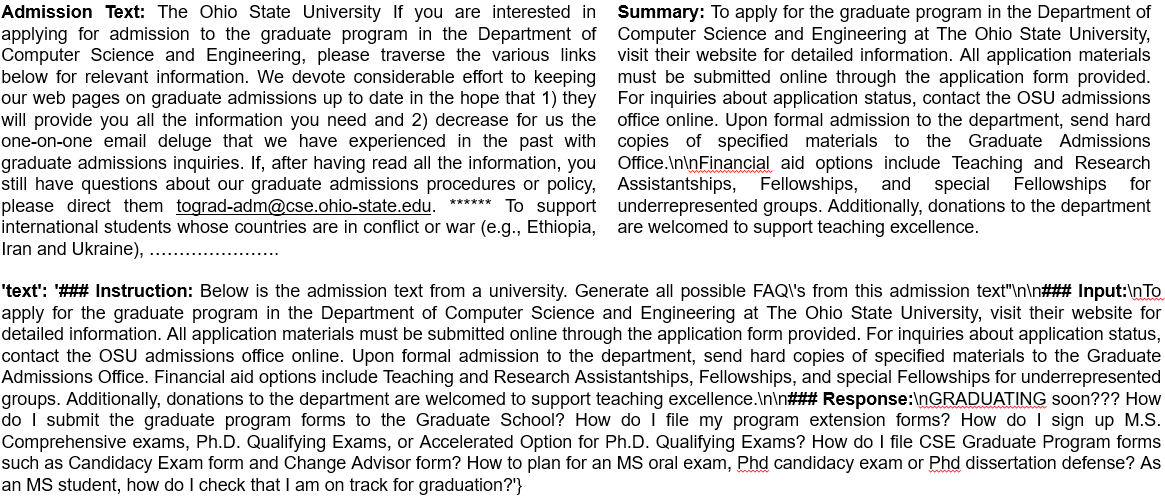 Admission Text: The Ohio State University If you are interested in
applying for admission to the graduate program in the Department of
Computer Science and Engineering, please traverse the various links
below for relevant information. We devote considerable effort to keeping
our web pages on graduate admissions up to date in the hope that 1) they
will provide you all the information you need and 2) decrease for us the
one-on-one email deluge that we have experienced in the past with
graduate admissions inquiries. If, after having read all the information, you
still have questions about our graduate admissions procedures or policy,
please direct them tograd-adm@cse.ohio-state.edu. ****** To support
international students whose countries are in conflict or war (e.g., Ethiopia,
Iran and Ukraine), …………………..
Summary: To apply for the graduate program in the Department of
Computer Science and Engineering at The Ohio State University,
visit their website for detailed information. All application materials
must be submitted online through the application form provided.
For inquiries about application status, contact the OSU admissions
office online. Upon formal admission to the department, send hard
copies of specified materials to the Graduate Admissions
Office.\n\nFinancial aid options include Teaching and Research
Assistantships, Fellowships, and special Fellowships for
underrepresented groups. Additionally, donations to the department
are welcomed to support teaching excellence.
'text': '### Instruction: Below is the admission text from a university. Generate all possible FAQ\'s from this admission text"\n\n### Input:\nTo
apply for the graduate program in the Department of Computer Science and Engineering at The Ohio State University, visit their website for
detailed information. All application materials must be submitted online through the application form provided. For inquiries about application status,
contact the OSU admissions office online. Upon formal admission to the department, send hard copies of specified materials to the Graduate
Admissions Office. Financial aid options include Teaching and Research Assistantships, Fellowships, and special Fellowships for underrepresented
groups. Additionally, donations to the department are welcomed to support teaching excellence.\n\n### Response:\nGRADUATING soon??? How
do I submit the graduate program forms to the Graduate School? How do I file my program extension forms? How do I sign up M.S.
Comprehensive exams, Ph.D. Qualifying Exams, or Accelerated Option for Ph.D. Qualifying Exams? How do I file CSE Graduate Program forms
such as Candidacy Exam form and Change Advisor form? How to plan for an MS oral exam, Phd candidacy exam or Phd dissertation defense? As
an MS student, how do I check that I am on track for graduation?'}